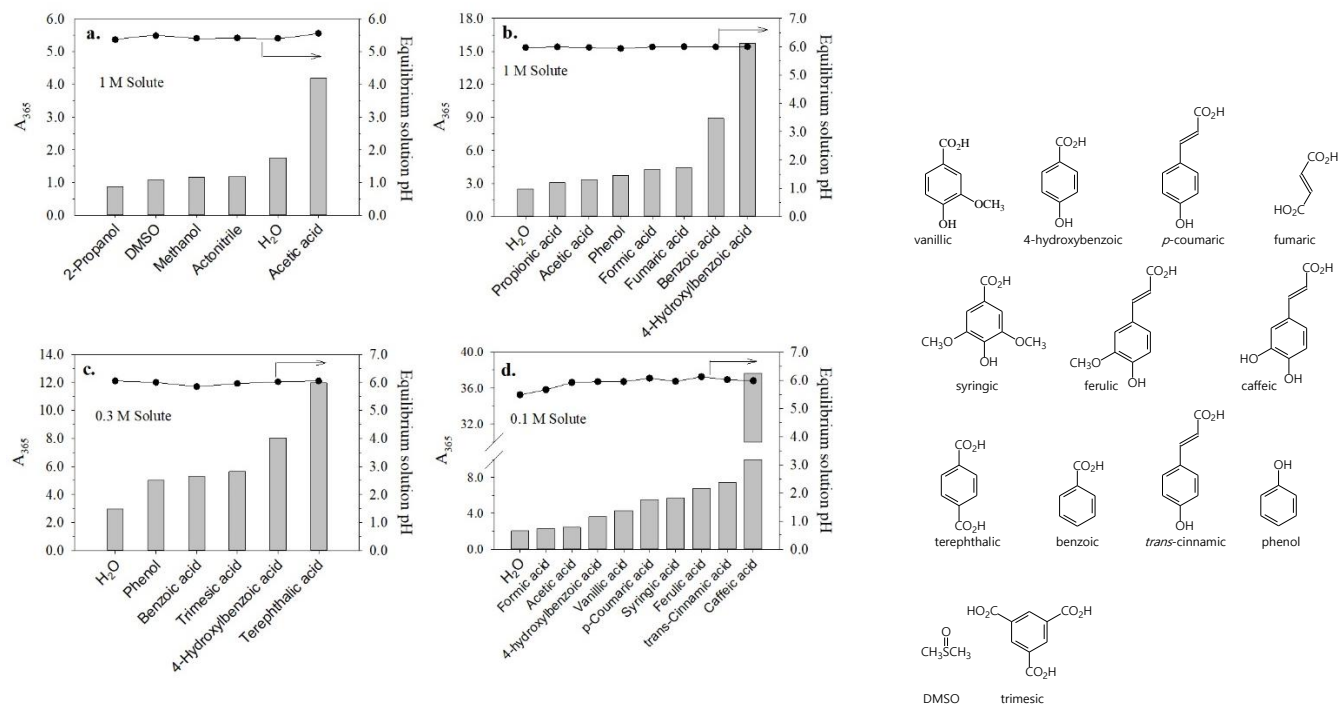 a.
1 M Solute
A365
6.0
5.0
4.0
3.0
2.0
1.0
0.0
6.0
5.0
4.0
3.0
2.0
1.0
0.0
Equilibrium solution pH
2-Propanol
DMSO
Methanol
Actonitrile
H2O
Acetic acid
b.
1 M Solute
A365
18.0
15.0
12.0
9.0
6.0
3.0
0.0
7.0
6.0
5.0
4.0
3.0
2.0
1.0
0.0
Equilibrium solution pH
H2O
Propionic acid
Acetic acid
Phenol
Formic acid
Fumaric acid
Benzoic acid
4-Hydroxylbenzoic acid
c.
0.3 M Solute
A365
14.0
12.0
10.0
8.0
6.0
4.0
2.0
0.0
7.0
6.0
5.0
4.0
3.0
2.0
1.0
0.0
Equilibrium solution pH
H2O
Phenol
Benzoic acid
Trimesic acid
4-Hydroxylbenzoic acid
Terephthalic acid
d.
0.1 M Solute
A365
40.0
36.0
32.0
8.0
4.0
0.0
7.0
6.0
5.0
4.0
3.0
2.0
1.0
0.0
Equilibrium solution pH
H2O
Formic acid
Acetic acid
4-hydroxylbenzoic acid
Vanillic acid
p-Coumaric acid
Syringic acid
Ferulic acid
trans-Cinnamic acid
Caffeic acid
CO2H
OCH3
OH
vanillic
CO2H
OH
4-hydroxybenzoic
CO2H
OH
p-coumaric
CO2H
HO2C
fumaric
CO2H
CH3O
OCH3
OH
syringic
CO2H
CH3O
OH
ferulic
CO2H
HO
OH
caffeic
CO2H
CO2H
terephthalic
CO2H
benzoic
CO2H
OH
trans-cinnamic
OH
phenol
O
CH3SCH3
DMSO
HO2C
CO2H
CO2H
trimesic